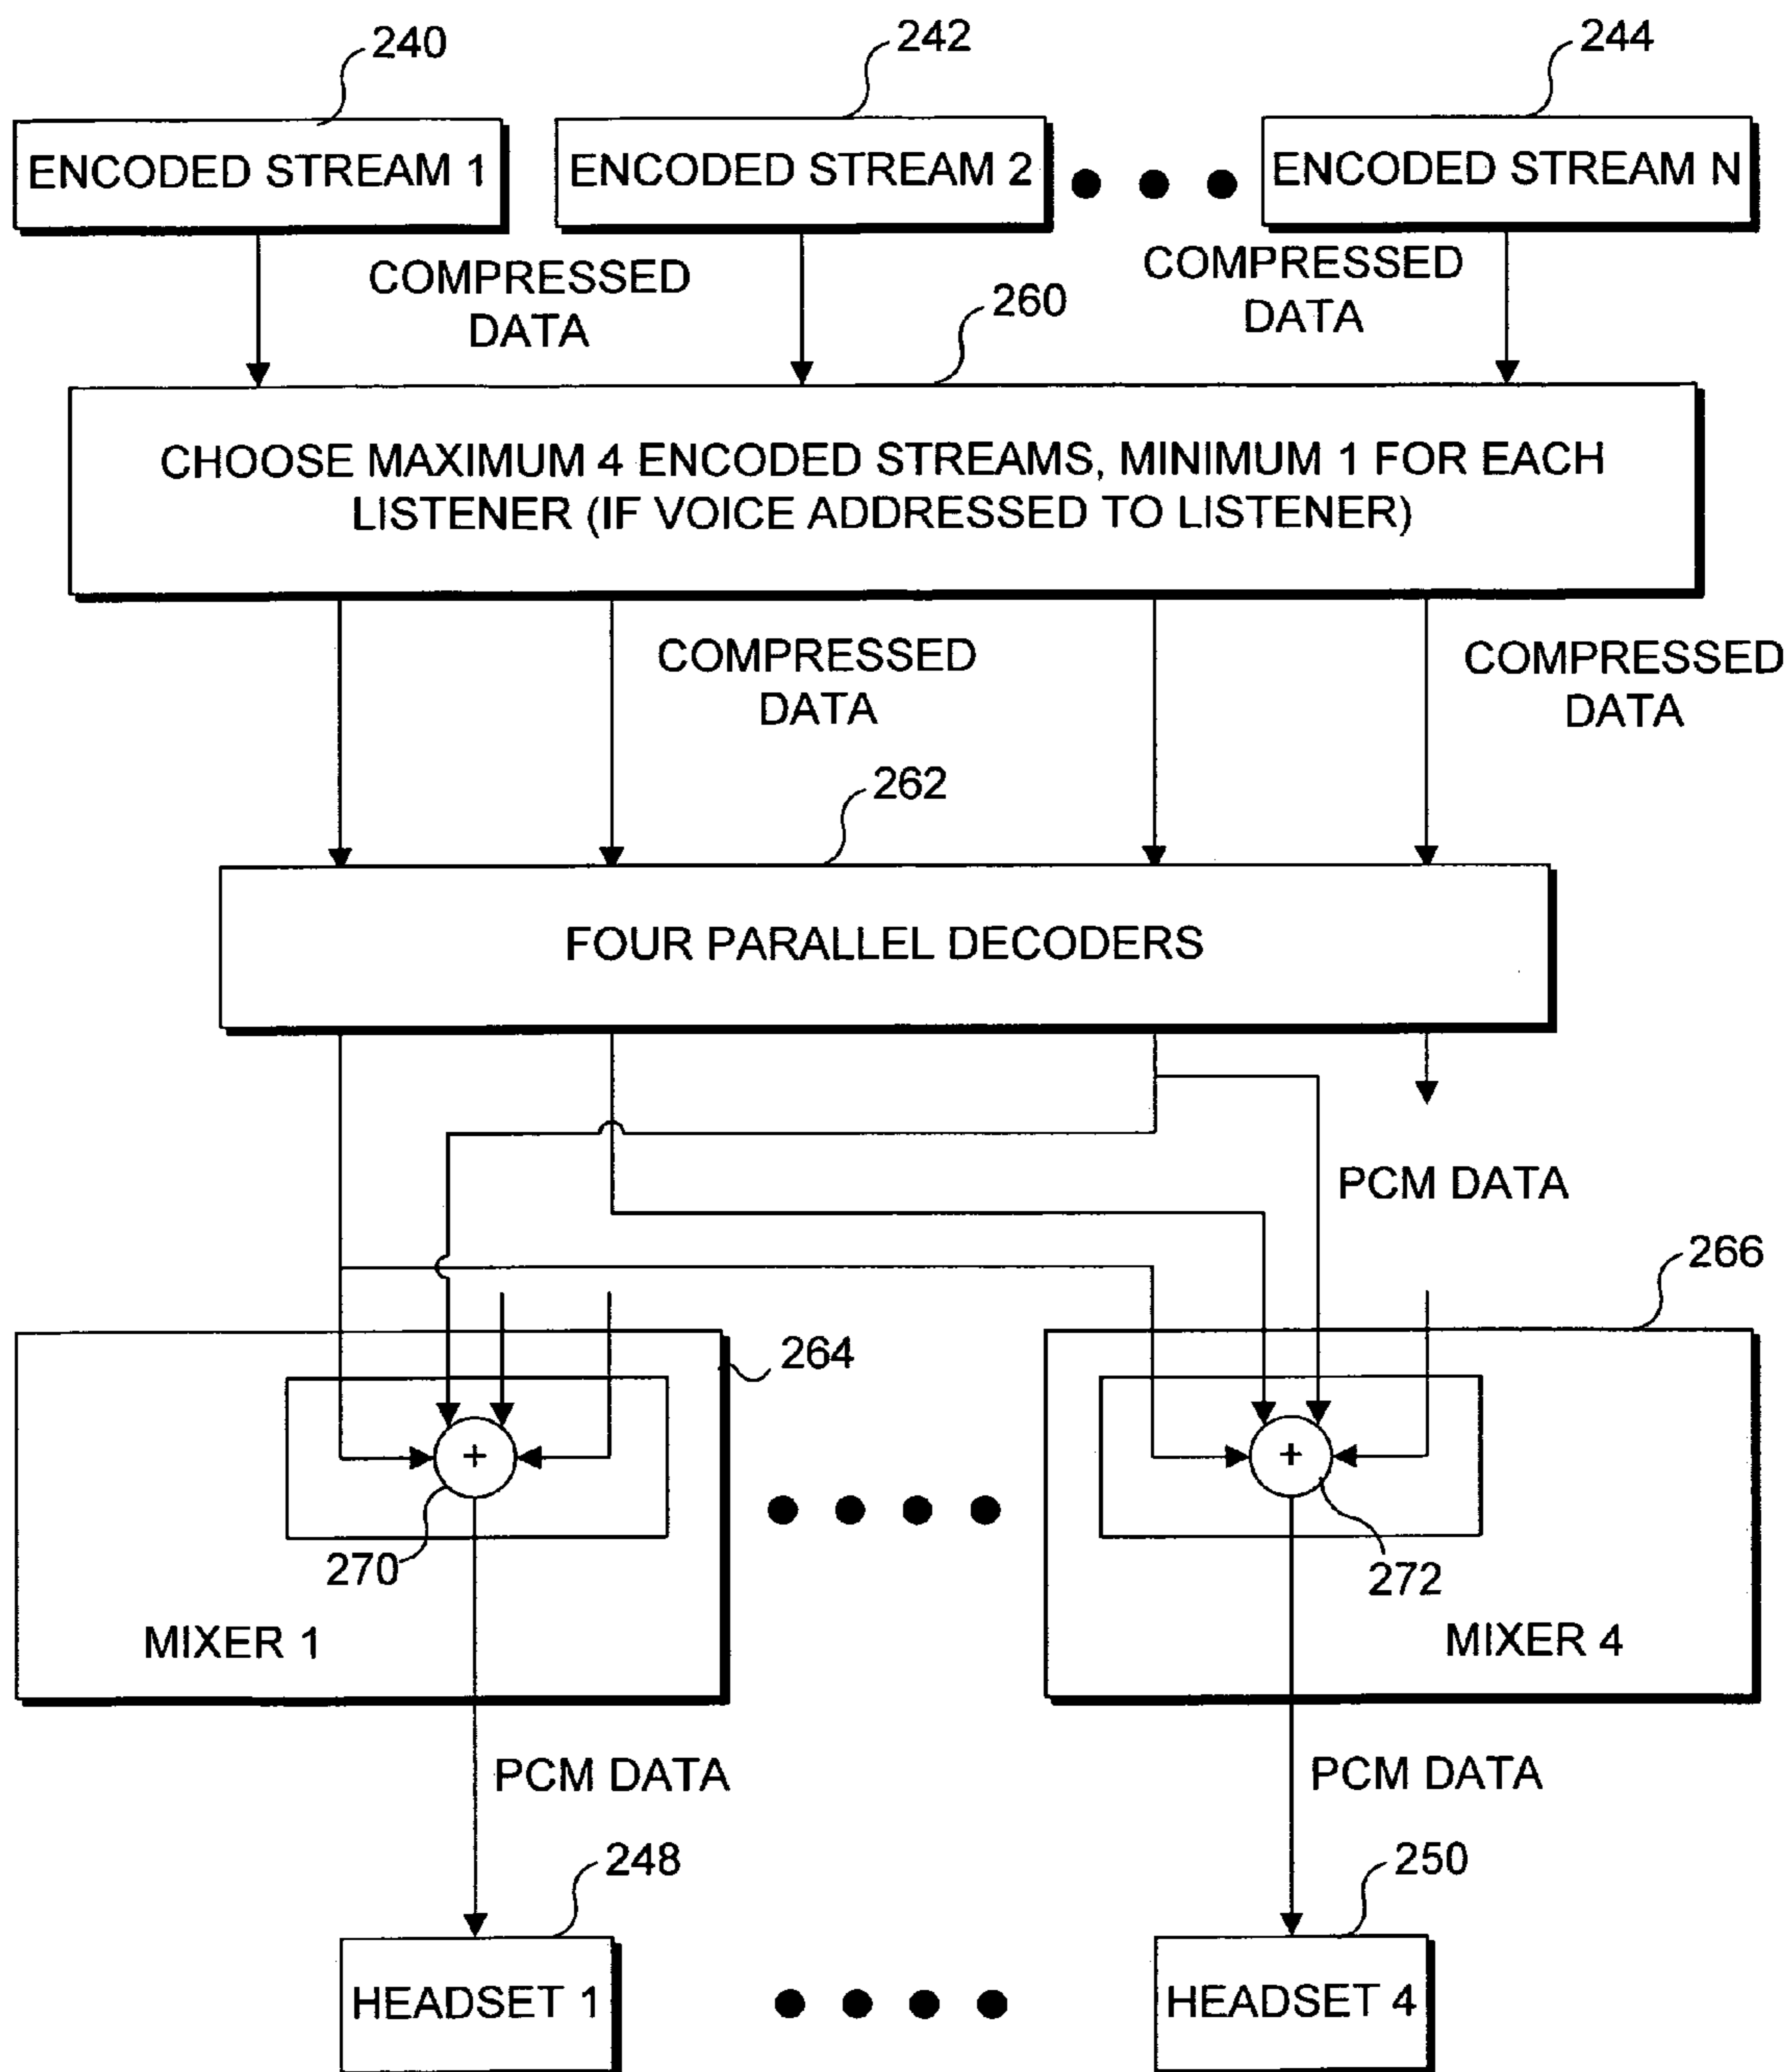 240
242
244
ENCODED STREAM 1
ENCODED STREAM 2
ENCODED STREAM N
COMPRESSED
DATA
COMPRESSED
DATA
260
CHOOSE MAXIMUM 4 ENCODED STREAMS, MINIMUM 1 FOR EACH
LISTENER (IF VOICE ADDRESSED TO LISTENER)
COMPRESSED
DATA
COMPRESSED
DATA
262
FOUR PARALLEL DECODERS
PCM DATA
266
264
+
+
270
272
MIXER 1
MIXER 4
PCM DATA
PCM DATA
248
250
HEADSET 1
HEADSET 4